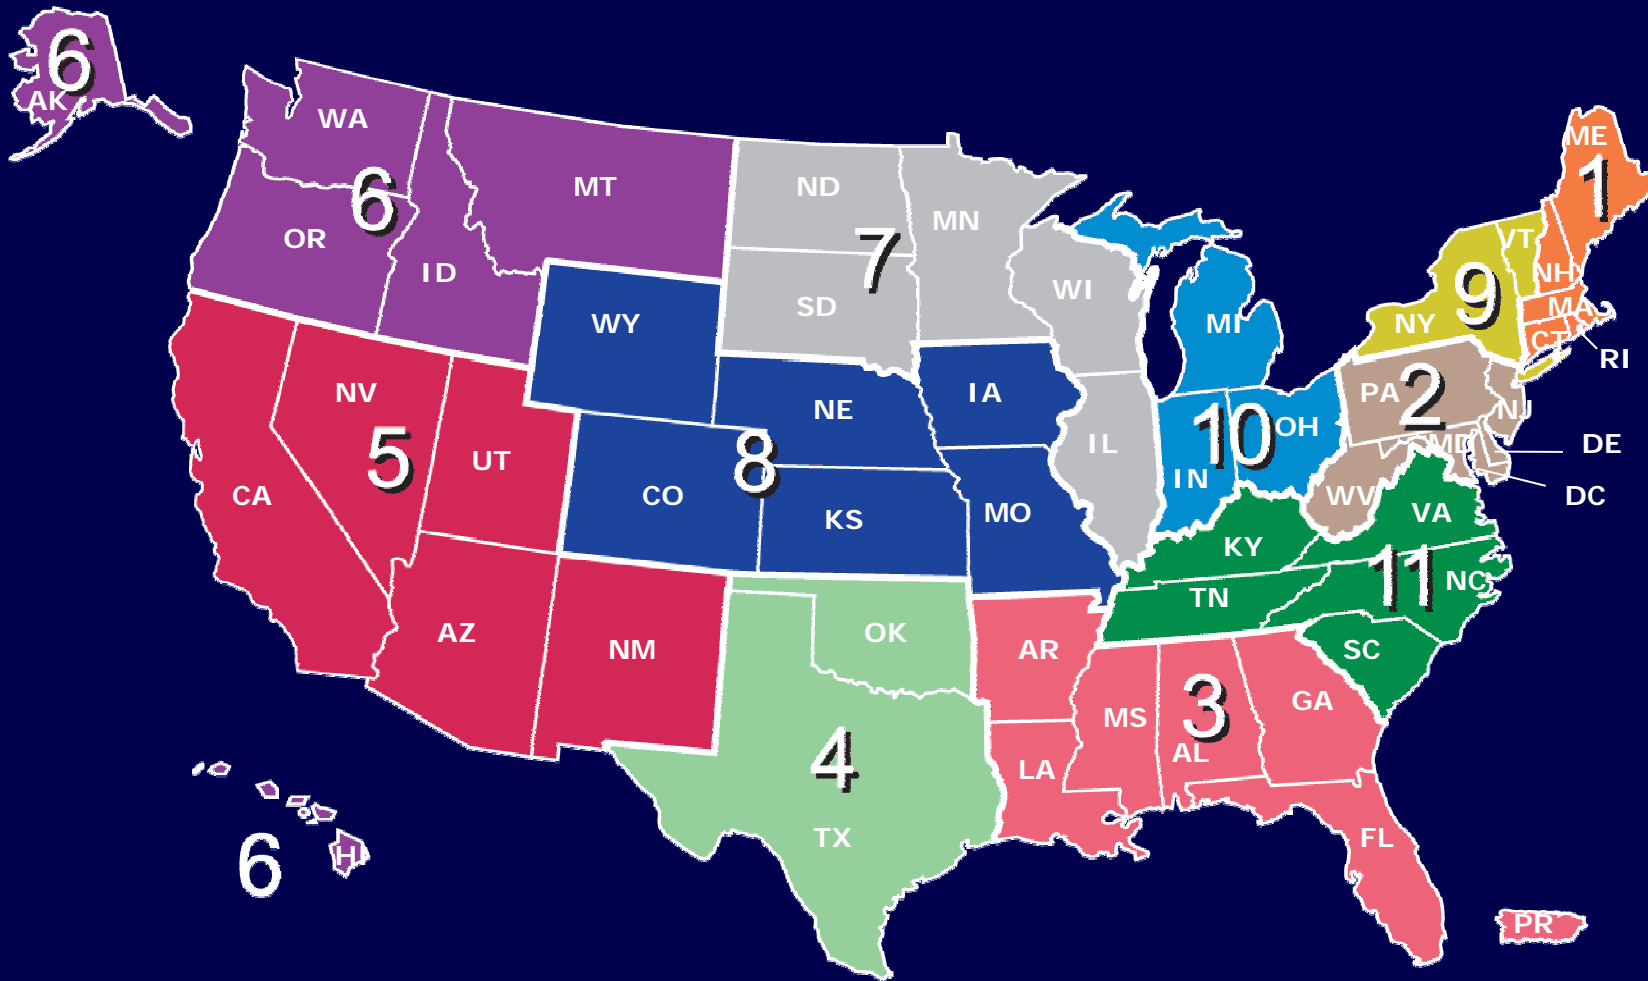 6
AK
WA
6
MT
OR
ID
ND
MN
7
SD
WI
MI
ME
1
VT
NH
9
NY
MA
CT
RI
WY
NV
5
UT
CA
NE
IA
8
CO
KS
MO
IL
IN
10
OH
PA
2
NJ
MD
DE
DC
WV
VA
KY
11
NC
TN
SC
AZ
NM
OK
4
TX
AR
MS
3
AL
GA
LA
FL
PR
6
HI